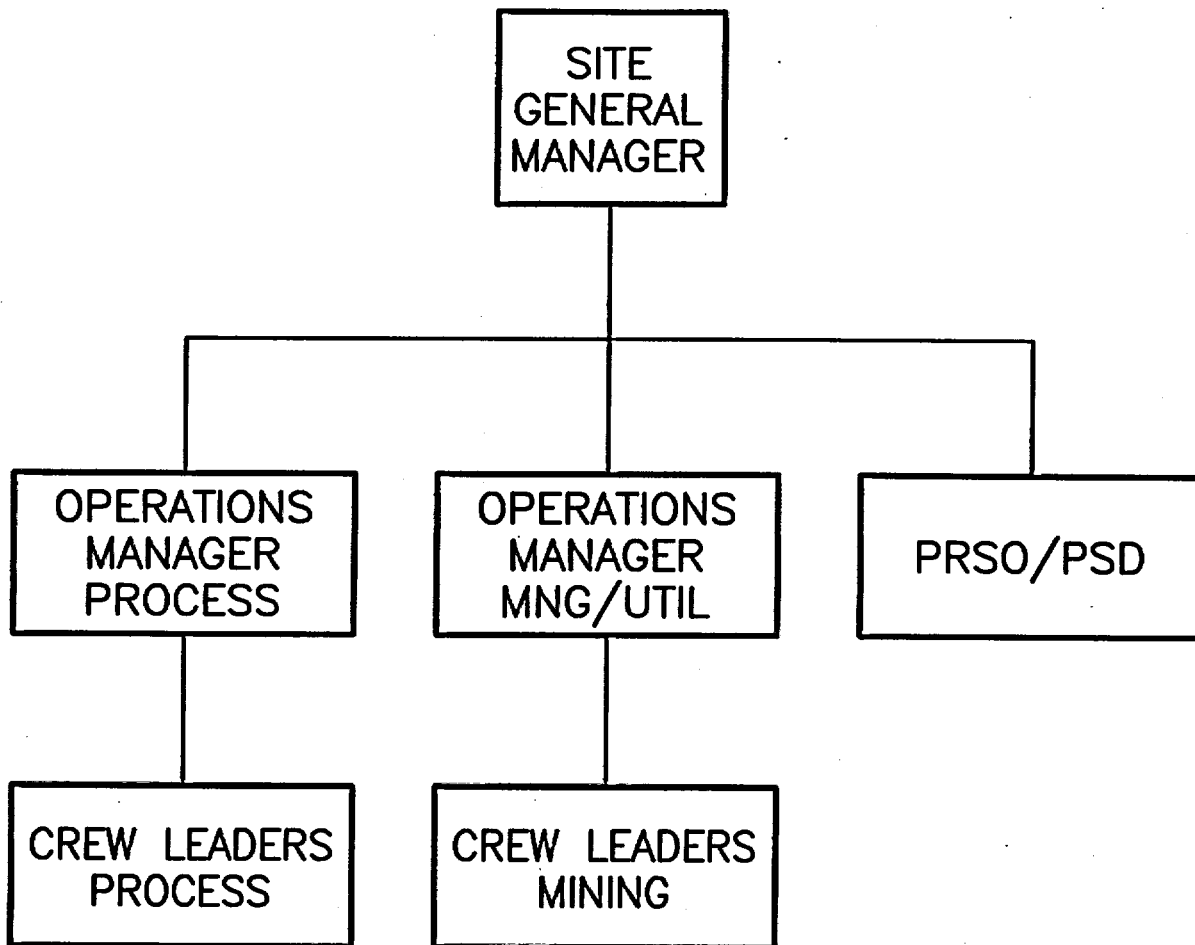 SITE
GENERAL
MANAGER
OPERATIONS
MANAGER
PROCESS
OPERATIONS
MANAGER
MNG/UTIL
PRSO/PSD
CREW LEADERS
PROCESS
CREW LEADERS
MINING